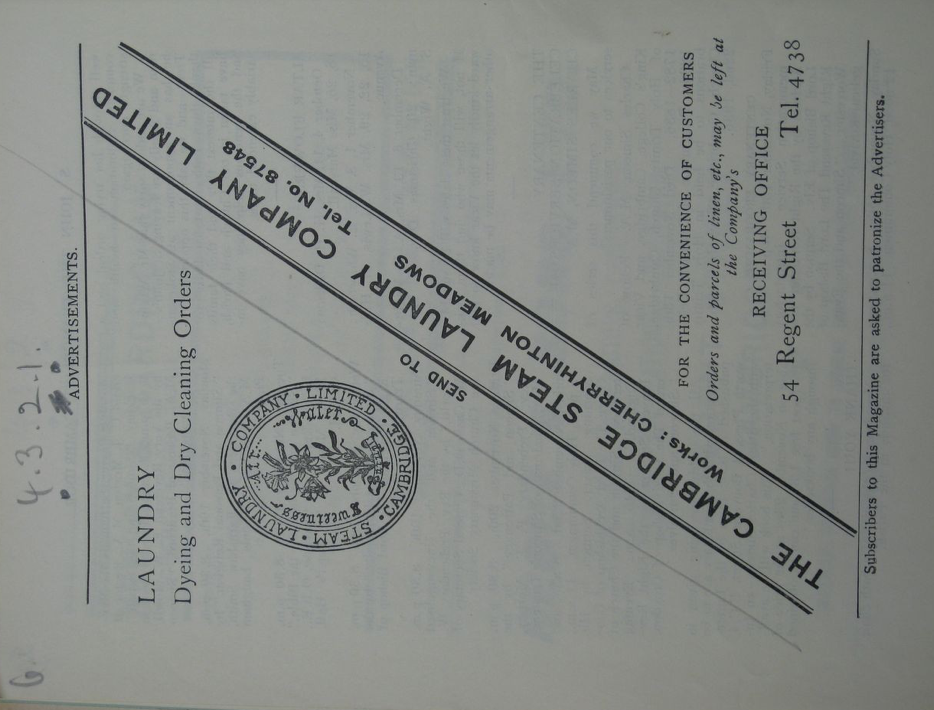 6
4.3.2.1.
ADVERTISEMENTS.
LAUNDRY
Dyeing and Dry Cleaning Orders
STEAM • LAUNDRY • COMPANY • LIMITED • CAMBRIDGE •
Water
Sweetness
SEND TO
THE CAMBRIDGE STEAM LAUNDRY COMPANY LIMITED
Works: CHERRYHINTON MEADOWS
Tel. No. 87548
FOR THE CONVENIENCE OF CUSTOMERS
Orders and parcels of linen, etc., may be left at
the Company's
RECEIVING OFFICE
54 Regent Street Tel. 4738
Subscribers to this Magazine are asked to patronize the Advertisers.